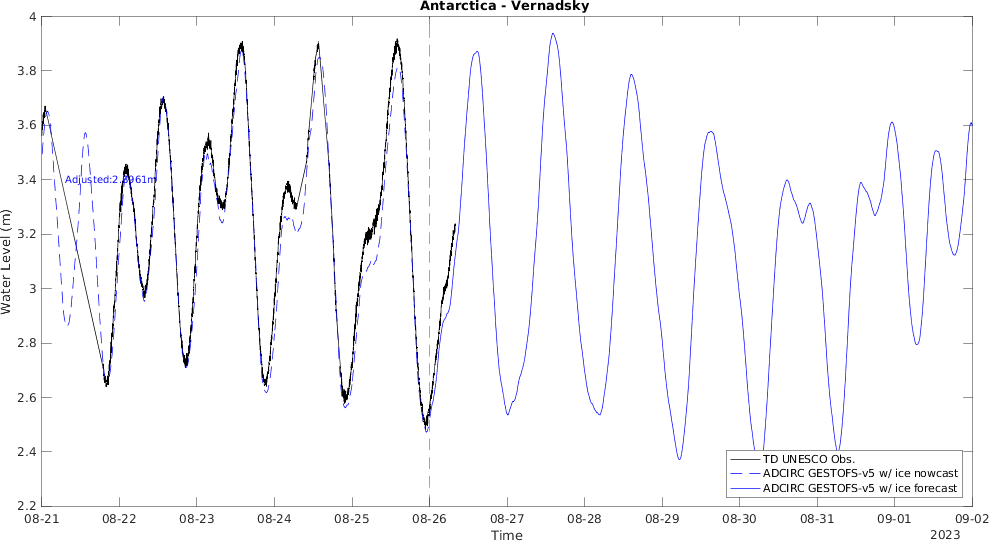 Antarctica - Vernadsky
4
3.8
3.6
3.4
3.2
3
2.8
2.6
2.4
2.2
Water Level (m)
TD UNESCO Obs.
ADCIRC GESTOFS-v5 w/ ice nowcast
ADCIRC GESTOFS-v5 w/ ice forecast
08-21 08-22 08-23 08-24 08-25 08-26 08-27 08-28 08-29 08-30 08-31 09-01 09-02
Time
2023